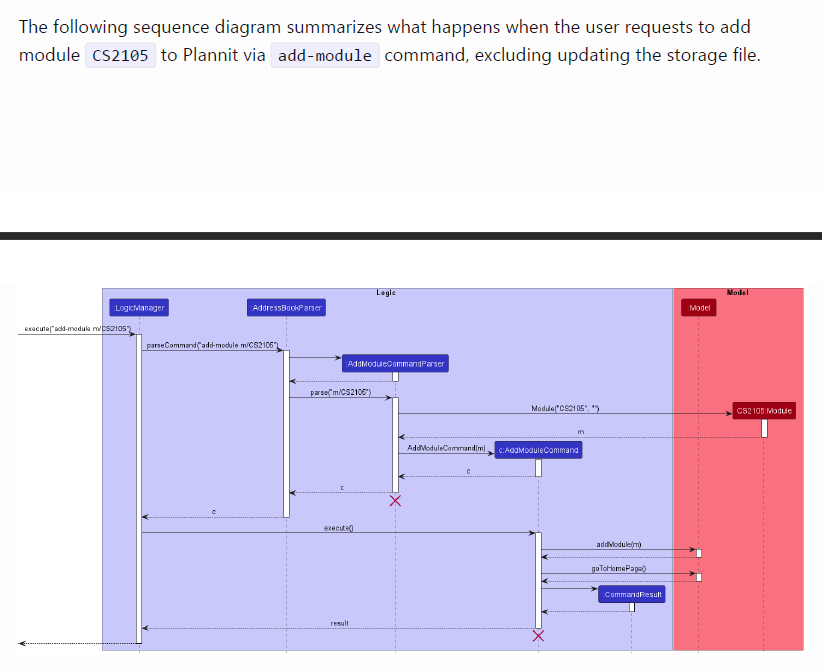 The following sequence diagram summarizes what happens when the user requests to add
module CS2105 to Plannit via add-module command, excluding updating the storage file.
Logic
Model
:LogicManager
:AddressBookParser
:Model
execute("add-module m/CS2105")
parseCommand("add-module m/CS2105")
:AddModuleCommandParser
parse("m/CS2105")
Module("CS2105", "")
CS2105:Module
m
AddModuleCommand(m)
c:AddModuleCommand
c
c
c
execute()
addModule(m)
goToHomePage()
:CommandResult
result